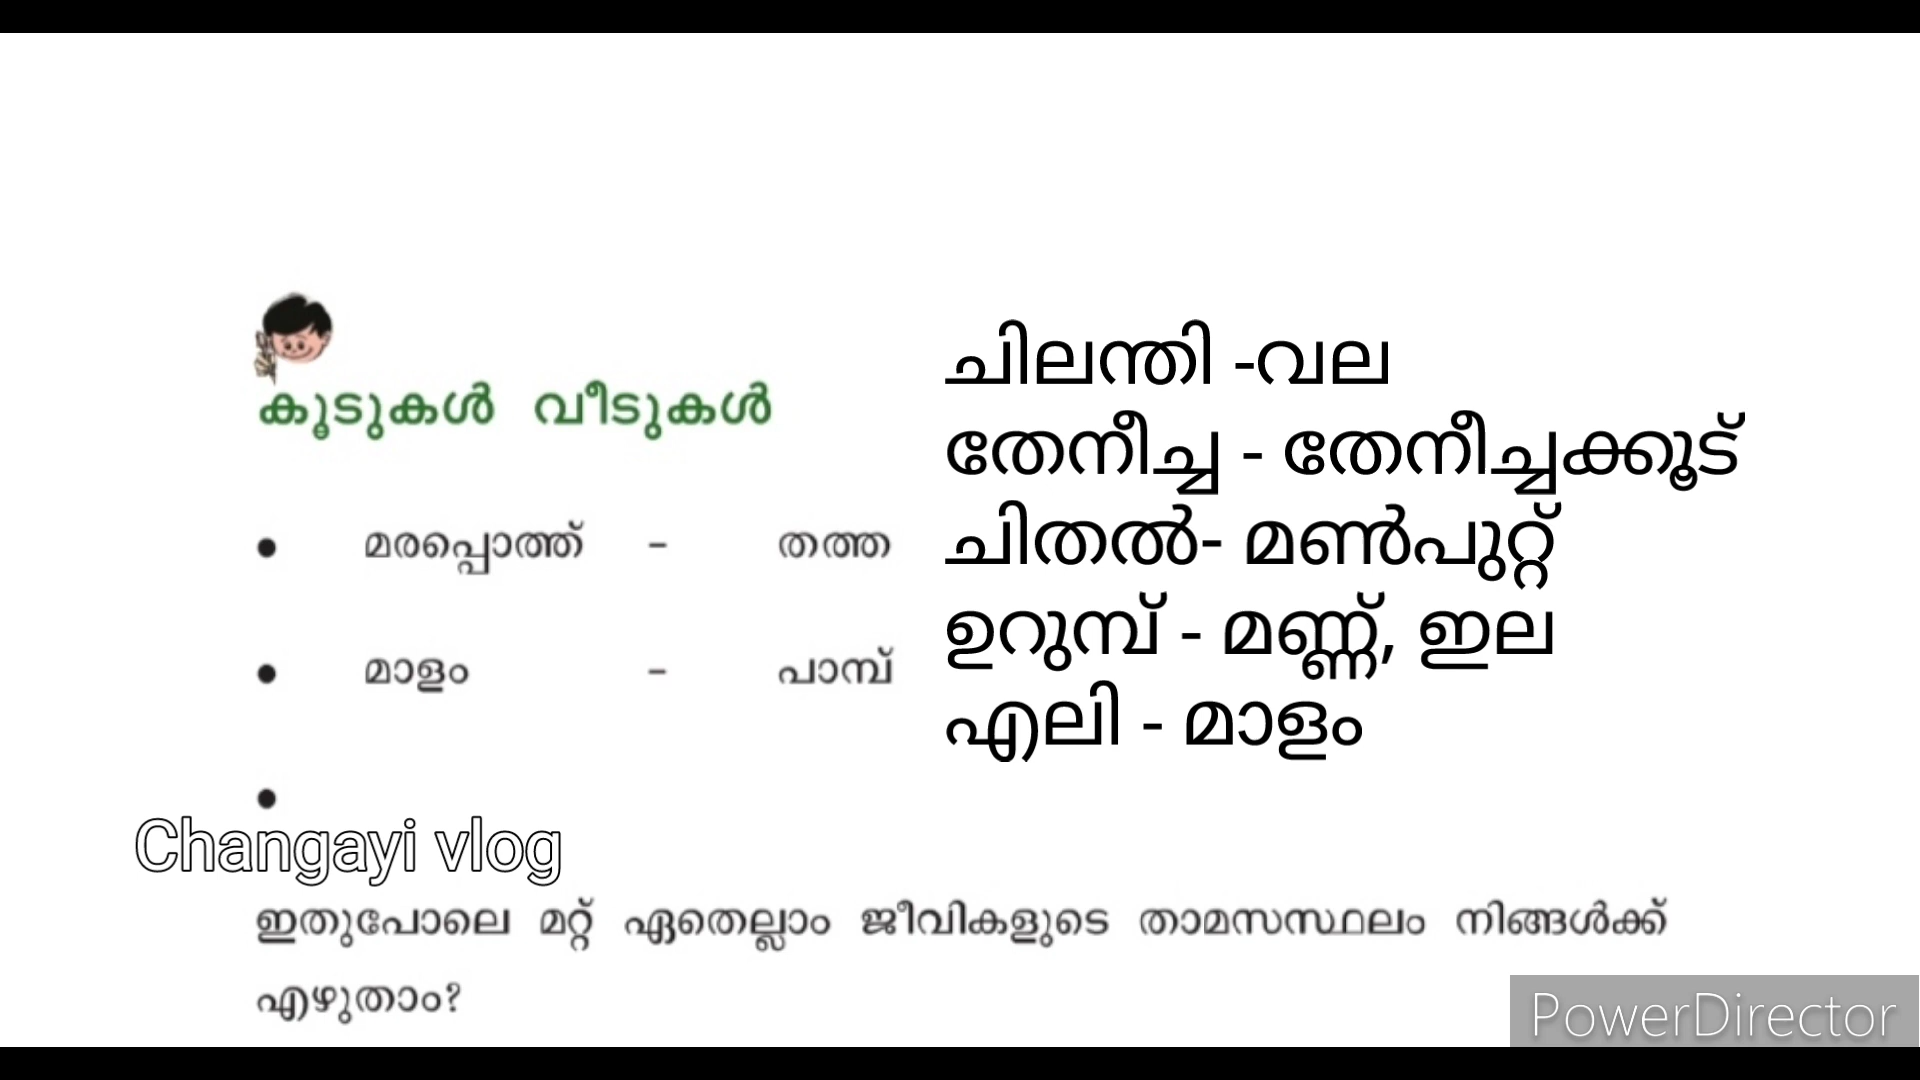 കൂടുകൾ വീടുകൾ
• മരപ്പൊത്ത് - തത്ത
• മാളം - പാമ്പ്
•
ചിലന്തി -വല
തേനീച്ച - തേനീച്ചക്കൂട്
ചിതൽ- മൺപുറ്റ്
ഉറുമ്പ് - മണ്ണ്, ഇല
എലി - മാളം
Changayi vlog
ഇതുപോലെ മറ്റ് ഏതെല്ലാം ജീവികളുടെ താമസസ്ഥലം നിങ്ങൾക്ക്
എഴുതാം?
PowerDirector